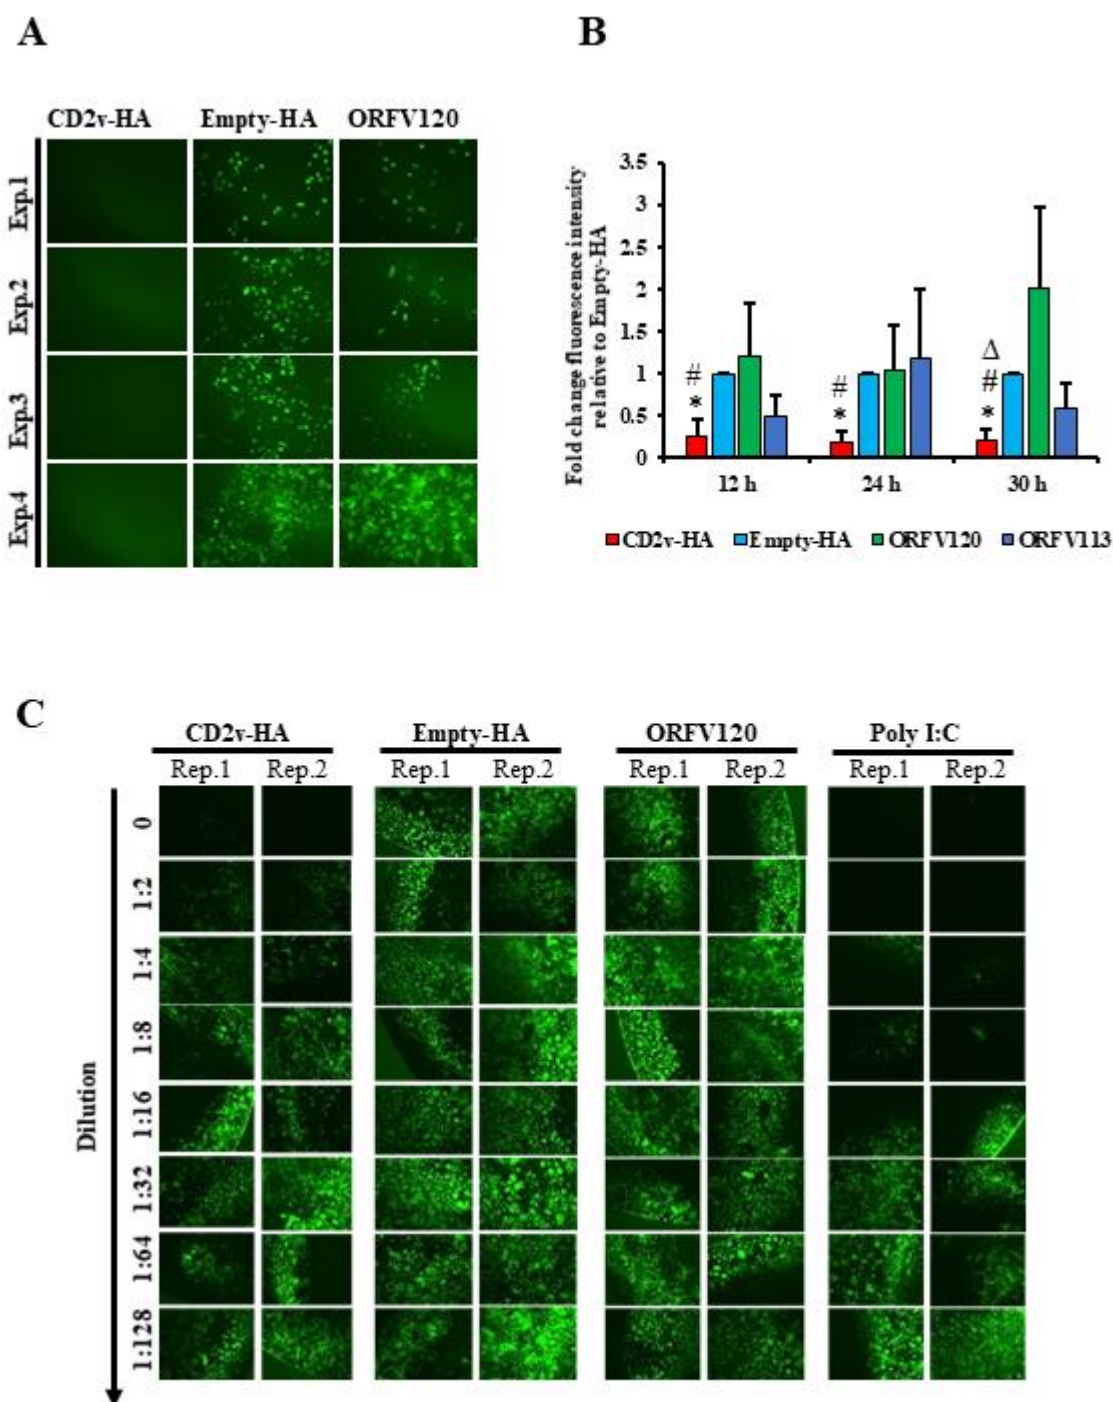 A
CD2v-HA Empty-HA ORFV120
Exp.1
Exp.2
Exp.3
Exp.4
B
Fold change fluorescence intensity
relative to Empty-HA
3.5
3
2.5
2
1.5
1
0.5
0
#
*
#
*
Δ
#
*
12 h 24 h 30 h
CD2v-HA Empty-HA ORFV120 ORFV113
C
CD2v-HA Empty-HA ORFV120 Poly I:C
Rep.1 Rep.2 Rep.1 Rep.2 Rep.1 Rep.2 Rep.1 Rep.2
Dilution
0
1:2
1:4
1:8
1:16
1:32
1:64
1:128